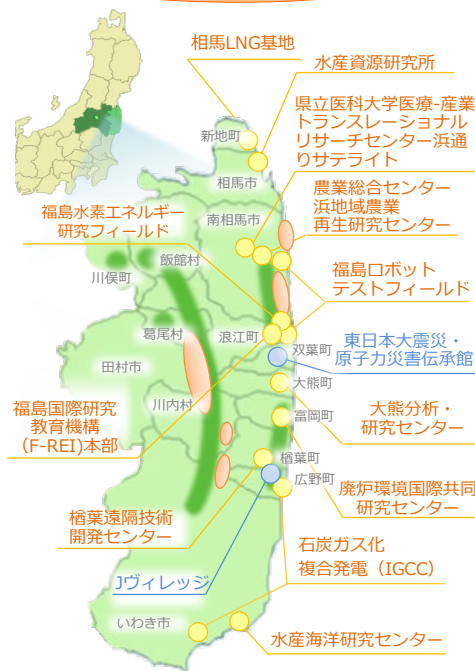 相馬LNG基地
水産資源研究所
県立医科大学医療-産業
トランスレーショナル
リサーチセンター浜通
りサテライト
新地町
相馬市
農業総合センター
浜地域農業
再生研究センター
福島水素エネルギー
研究フィールド
南相馬市
飯館村
川俣町
福島ロボット
テストフィールド
葛尾村
浪江町
双葉町
東日本大震災・
原子力災害伝承館
田村市
大熊町
福島国際研究
教育機構
（F-REI)本部
川内村
富岡町
大熊分析・
研究センター
楢葉町
広野町
廃炉環境国際共同
研究センター
楢葉遠隔技術
開発センター
石炭ガス化
複合発電（IGCC）
Jヴィレッジ
いわき市
水産海洋研究センター